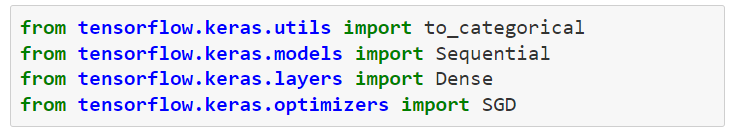 from tensorflow.keras.utils import to_categorical
from tensorflow.keras.models import Sequential
from tensorflow.keras.layers import Dense
from tensorflow.keras.optimizers import SGD